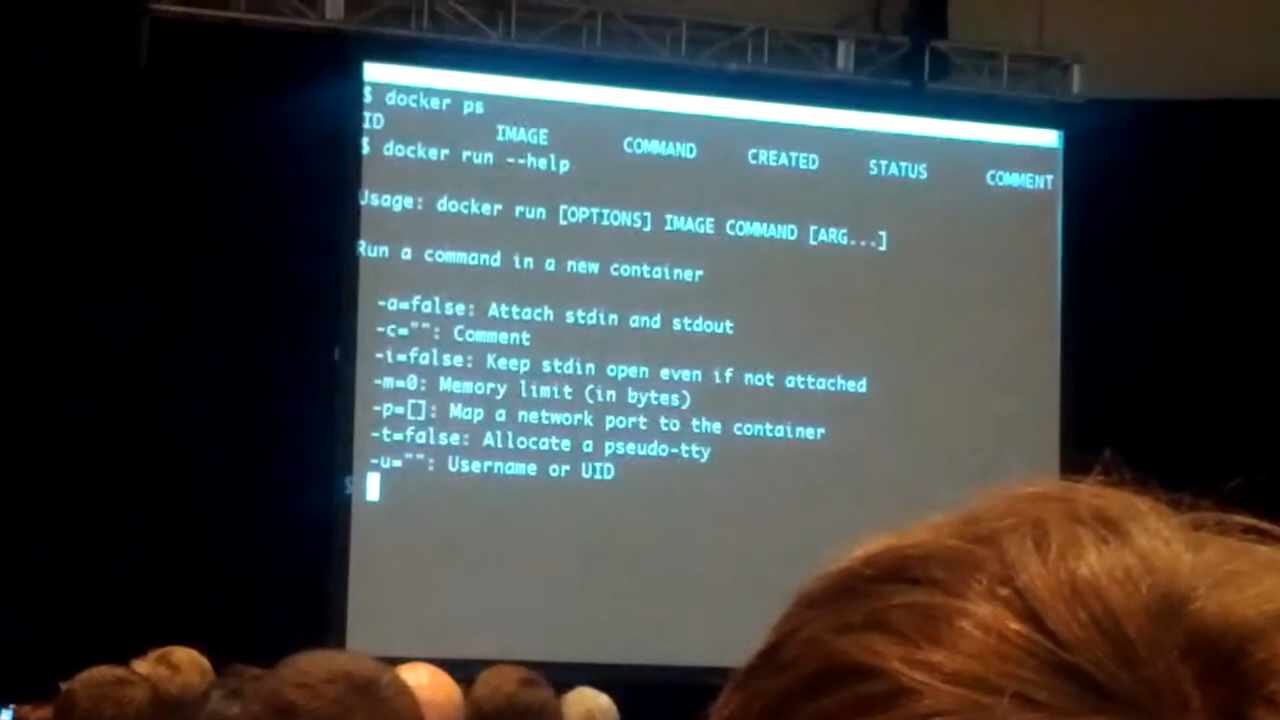 $ docker ps
ID IMAGE COMMAND CREATED STATUS COMMENT
$ docker run --help
Usage: docker run [OPTIONS] IMAGE COMMAND [ARG...]
Run a command in a new container
-a=false: Attach stdin and stdout
-c="": Comment
-i=false: Keep stdin open even if not attached
-m=0: Memory limit (in bytes)
-p=[]: Map a network port to the container
-t=false: Allocate a pseudo-tty
-u="": Username or UID
$